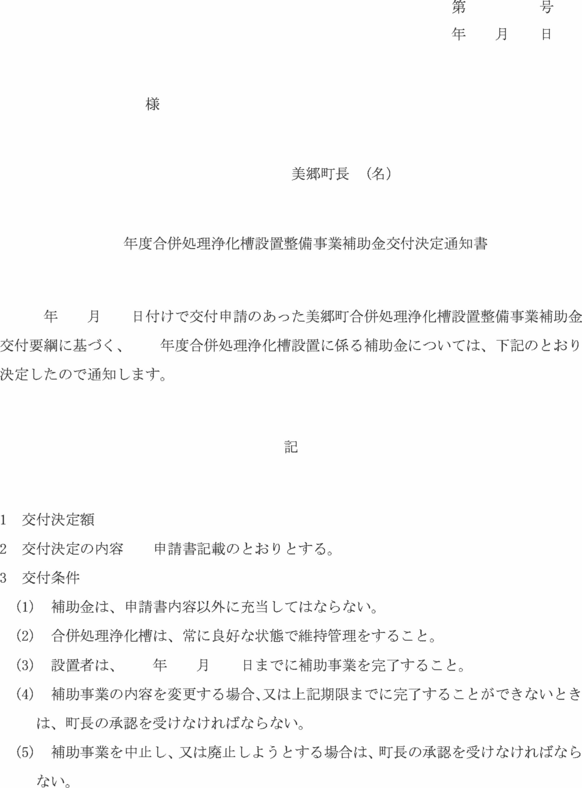 第　　　　　号
年　　月　　日
様
美郷町長　（名）
年度合併処理浄化槽設置整備事業補助金交付決定通知書
年　　月　　日付けで交付申請のあった美郷町合併処理浄化槽設置整備事業補助金
交付要綱に基づく、　　年度合併処理浄化槽設置に係る補助金については、下記のとおり
決定したので通知します。
記
1　交付決定額
2　交付決定の内容　　申請書記載のとおりとする。
3　交付条件
(1)　補助金は、申請書内容以外に充当してはならない。
(2)　合併処理浄化槽は、常に良好な状態で維持管理をすること。
(3)　設置者は、　　年　　月　　日までに補助事業を完了すること。
(4)　補助事業の内容を変更する場合、又は上記期限までに完了することができないとき
は、町長の承認を受けなければならない。
(5)　補助事業を中止し、又は廃止しようとする場合は、町長の承認を受けなければなら
ない。